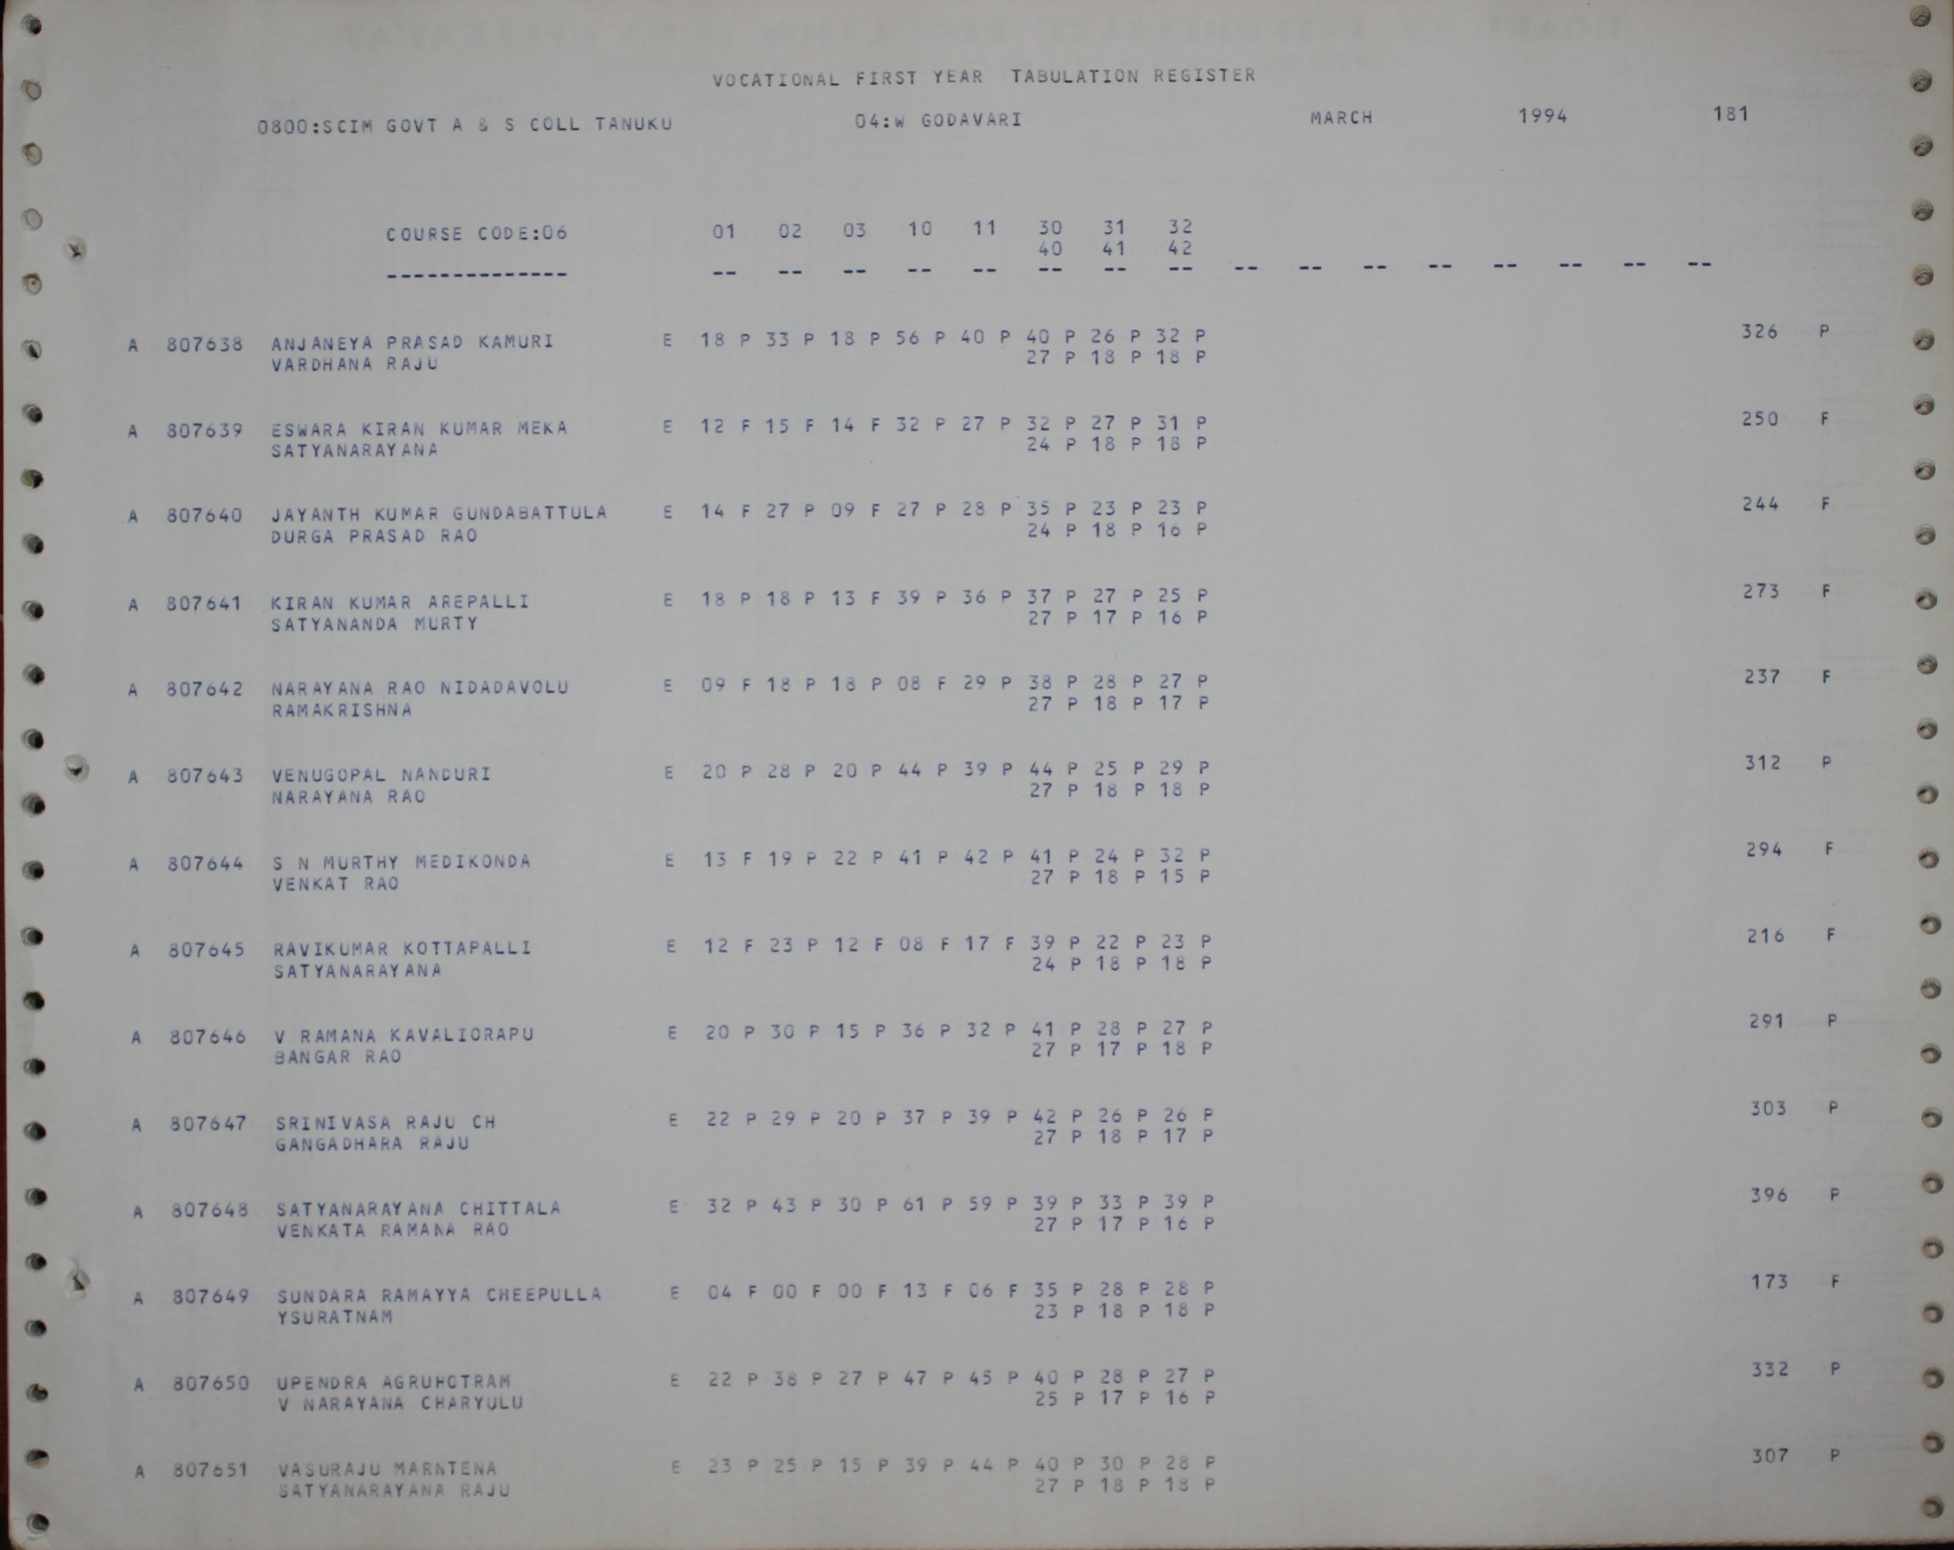 VOCATIONAL FIRST YEAR TABULATION REGISTER
0800:SCIM GOVT A & S COLL TANUKU 04:W GODAVARI MARCH 1994 181
COURSE CODE:06 01 02 03 10 11 30 31 32
40 41 42
-------------- -- -- -- -- -- -- -- -- -- -- -- -- -- -- -- --
A 807638 ANJANEYA PRASAD KAMURI E 18 P 33 P 18 P 56 P 40 P 40 P 26 P 32 P 326 P
VARDHANA RAJU 27 P 18 P 18 P
A 807639 ESWARA KIRAN KUMAR MEKA E 12 F 15 F 14 F 32 P 27 P 32 P 27 P 31 P 250 F
SATYANARAYANA 24 P 18 P 18 P
A 807640 JAYANTH KUMAR GUNDABATTULA E 14 F 27 P 09 F 27 P 28 P 35 P 23 P 23 P 244 F
DURGA PRASAD RAO 24 P 18 P 16 P
A 807641 KIRAN KUMAR AREPALLI E 18 P 18 P 13 F 39 P 36 P 37 P 27 P 25 P 273 F
SATYANANDA MURTY 27 P 17 P 16 P
A 807642 NARAYANA RAO NIDADAVOLU E 09 F 18 P 18 P 08 F 29 P 38 P 28 P 27 P 237 F
RAMAKRISHNA 27 P 18 P 17 P
A 807643 VENUGOPAL NANDURI E 20 P 28 P 20 P 44 P 39 P 44 P 25 P 29 P 312 P
NARAYANA RAO 27 P 18 P 18 P
A 807644 S N MURTHY MEDIKONDA E 13 F 19 P 22 P 41 P 42 P 41 P 24 P 32 P 294 F
VENKAT RAO 27 P 18 P 15 P
A 807645 RAVIKUMAR KOTTAPALLI E 12 F 23 P 12 F 08 F 17 F 39 P 22 P 23 P 216 F
SATYANARAYANA 24 P 18 P 18 P
A 807646 V RAMANA KAVALIORAPU E 20 P 30 P 15 P 36 P 32 P 41 P 28 P 27 P 291 P
BANGAR RAO 27 P 17 P 18 P
A 807647 SRINIVASA RAJU CH E 22 P 29 P 20 P 37 P 39 P 42 P 26 P 26 P 303 P
GANGADHARA RAJU 27 P 18 P 17 P
A 807648 SATYANARAYANA CHITTALA E 32 P 43 P 30 P 61 P 59 P 39 P 33 P 39 P 396 P
VENKATA RAMANA RAO 27 P 17 P 16 P
A 807649 SUNDARA RAMAYYA CHEEPULLA E 04 F 00 F 00 F 13 F 06 F 35 P 28 P 28 P 173 F
YSURATNAM 23 P 18 P 18 P
A 807650 UPENDRA AGRUHOTRAM E 22 P 38 P 27 P 47 P 45 P 40 P 28 P 27 P 332 P
V NARAYANA CHARYULU 25 P 17 P 16 P
A 807651 VASURAJU MARNTENA E 23 P 25 P 15 P 39 P 44 P 40 P 30 P 28 P 307 P
SATYANARAYANA RAJU 27 P 18 P 18 P